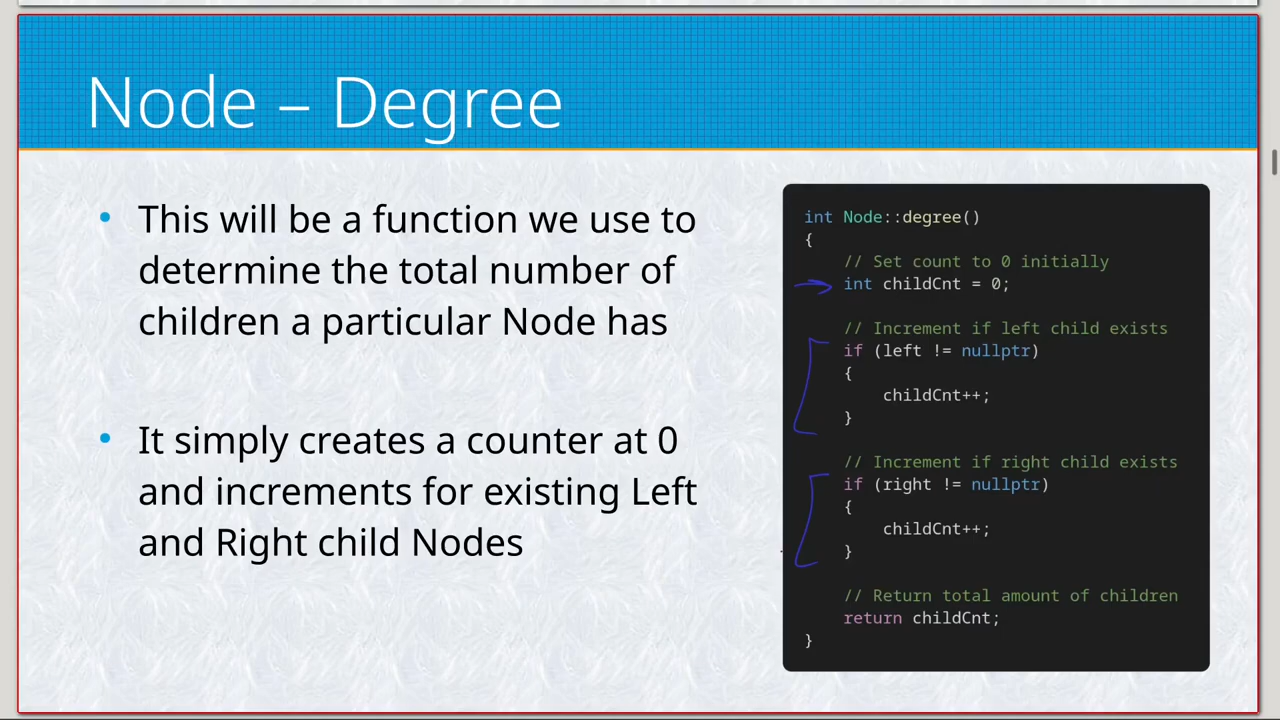 Node – Degree
• This will be a function we use to
determine the total number of
children a particular Node has
• It simply creates a counter at 0
and increments for existing Left
and Right child Nodes
int Node::degree()
{
// Set count to 0 initially
int childCnt = 0;
// Increment if left child exists
if (left != nullptr)
{
childCnt++;
}
// Increment if right child exists
if (right != nullptr)
{
childCnt++;
}
// Return total amount of children
return childCnt;
}